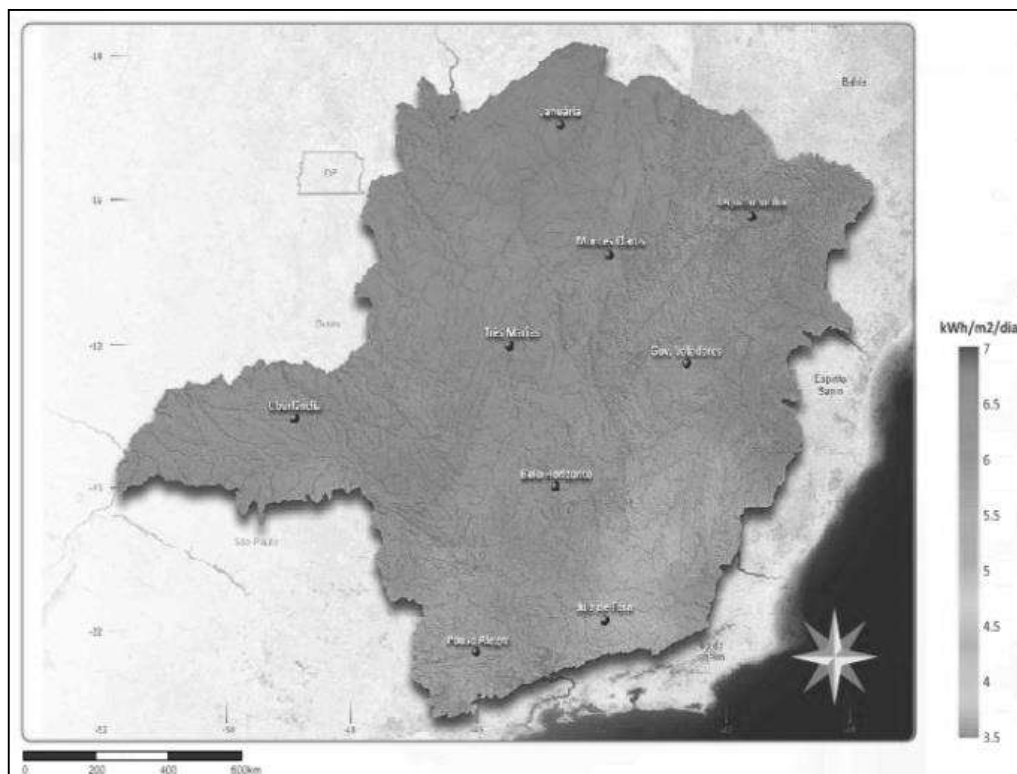 Bahia
Januária
DF
Montes Claros
Três Marias
Gov. Valadares
Espírito
Santo
Uberlândia
Belo Horizonte
São Paulo
Juiz de Fora
Pouso Alegre
kWh/m2/dia
7
6.5
6
5.5
5
4.5
4
3.5
0 200 400 600km